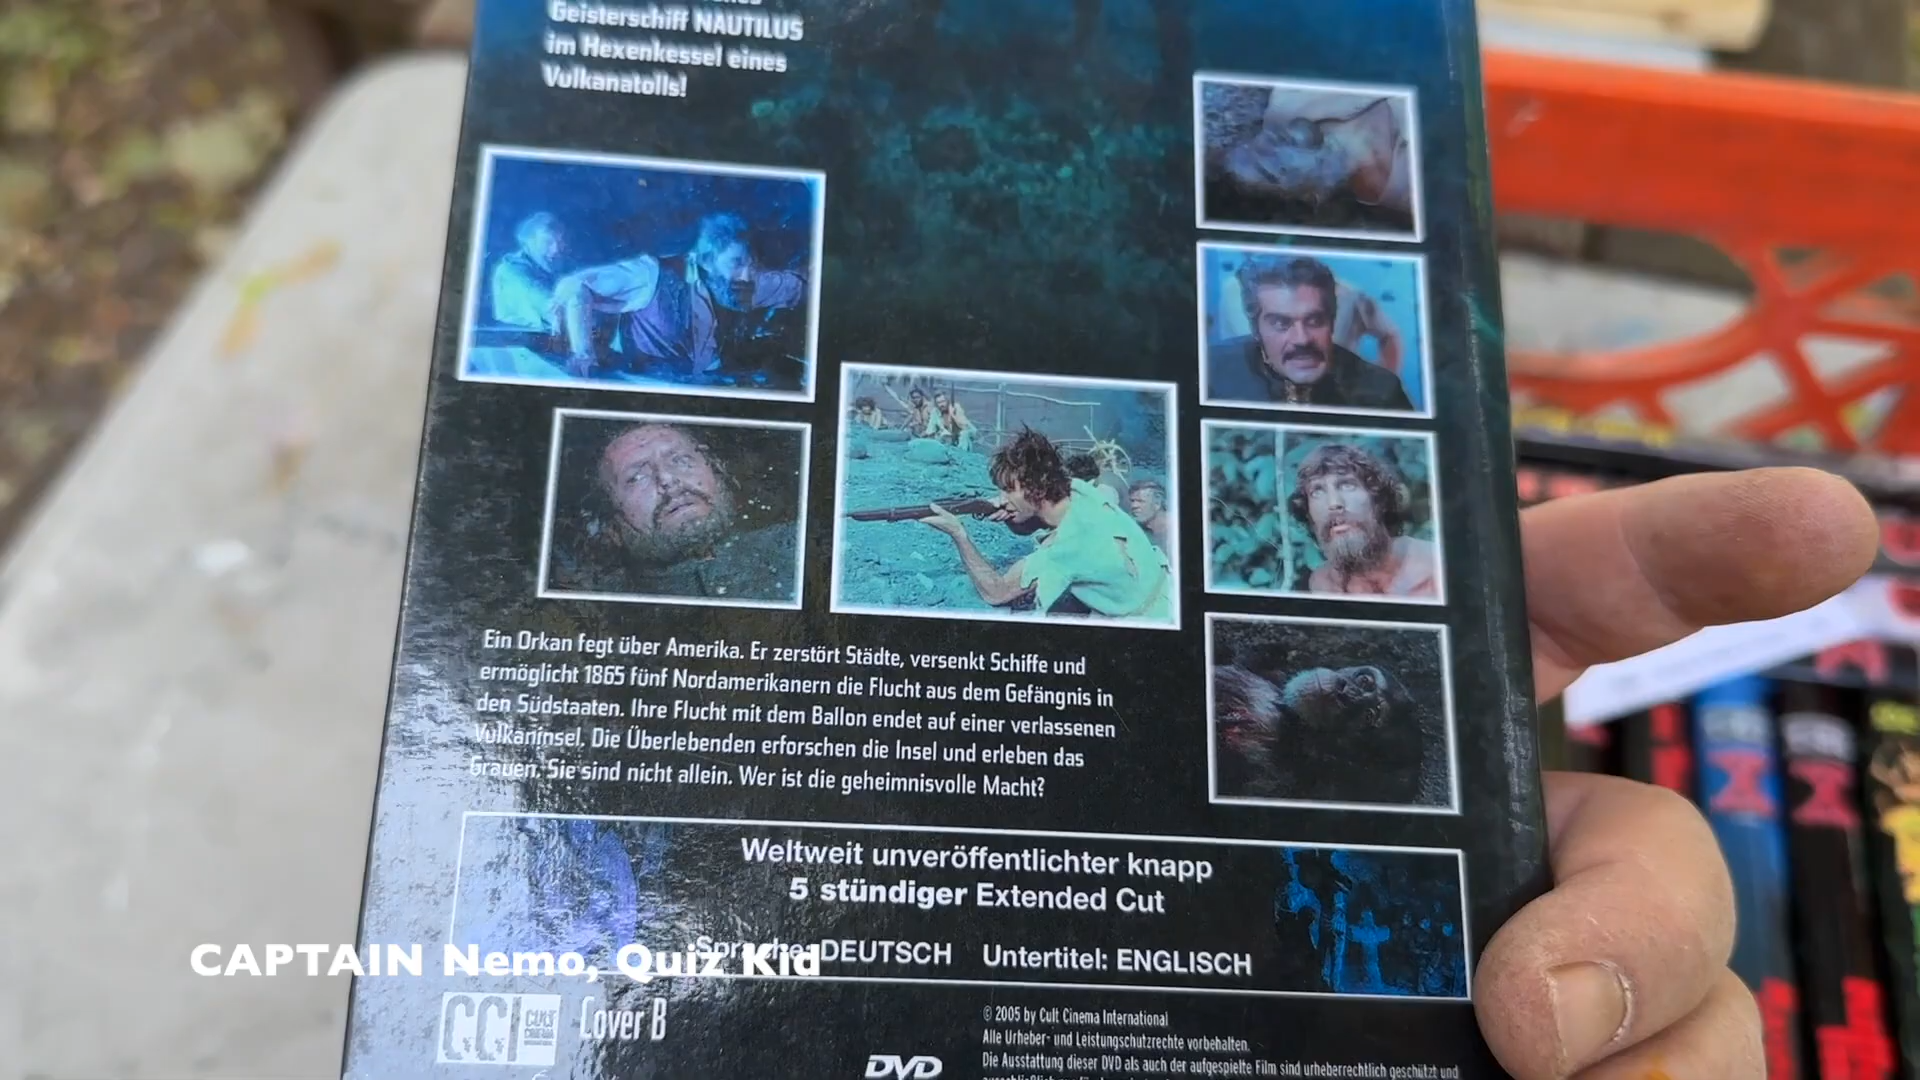 Geisterschiff NAUTILUS
im Hexenkessel eines
Vulkanatolls!
Ein Orkan fegt über Amerika. Er zerstört Städte, versenkt Schiffe und
ermöglicht 1865 fünf Nordamerikanern die Flucht aus dem Gefängnis in
den Südstaaten. Ihre Flucht mit dem Ballon endet auf einer verlassenen
Vulkaninsel. Die Überlebenden erforschen die Insel und erleben das
Grauen. Sie sind nicht allein. Wer ist die geheimnisvolle Macht?
Weltweit unveröffentlichter knapp
5 stündiger Extended Cut
Sprache: DEUTSCH Untertitel: ENGLISCH
CAPTAIN Nemo, Quiz Kid
CCI CULT CINEMA INTERNATIONAL Cover B
DVD
© 2005 by Cult Cinema International
Alle Urheber- und Leistungsschutzrechte vorbehalten.
Die Ausstattung dieser DVD als auch der aufgespielte Film sind urheberrechtlich geschützt und